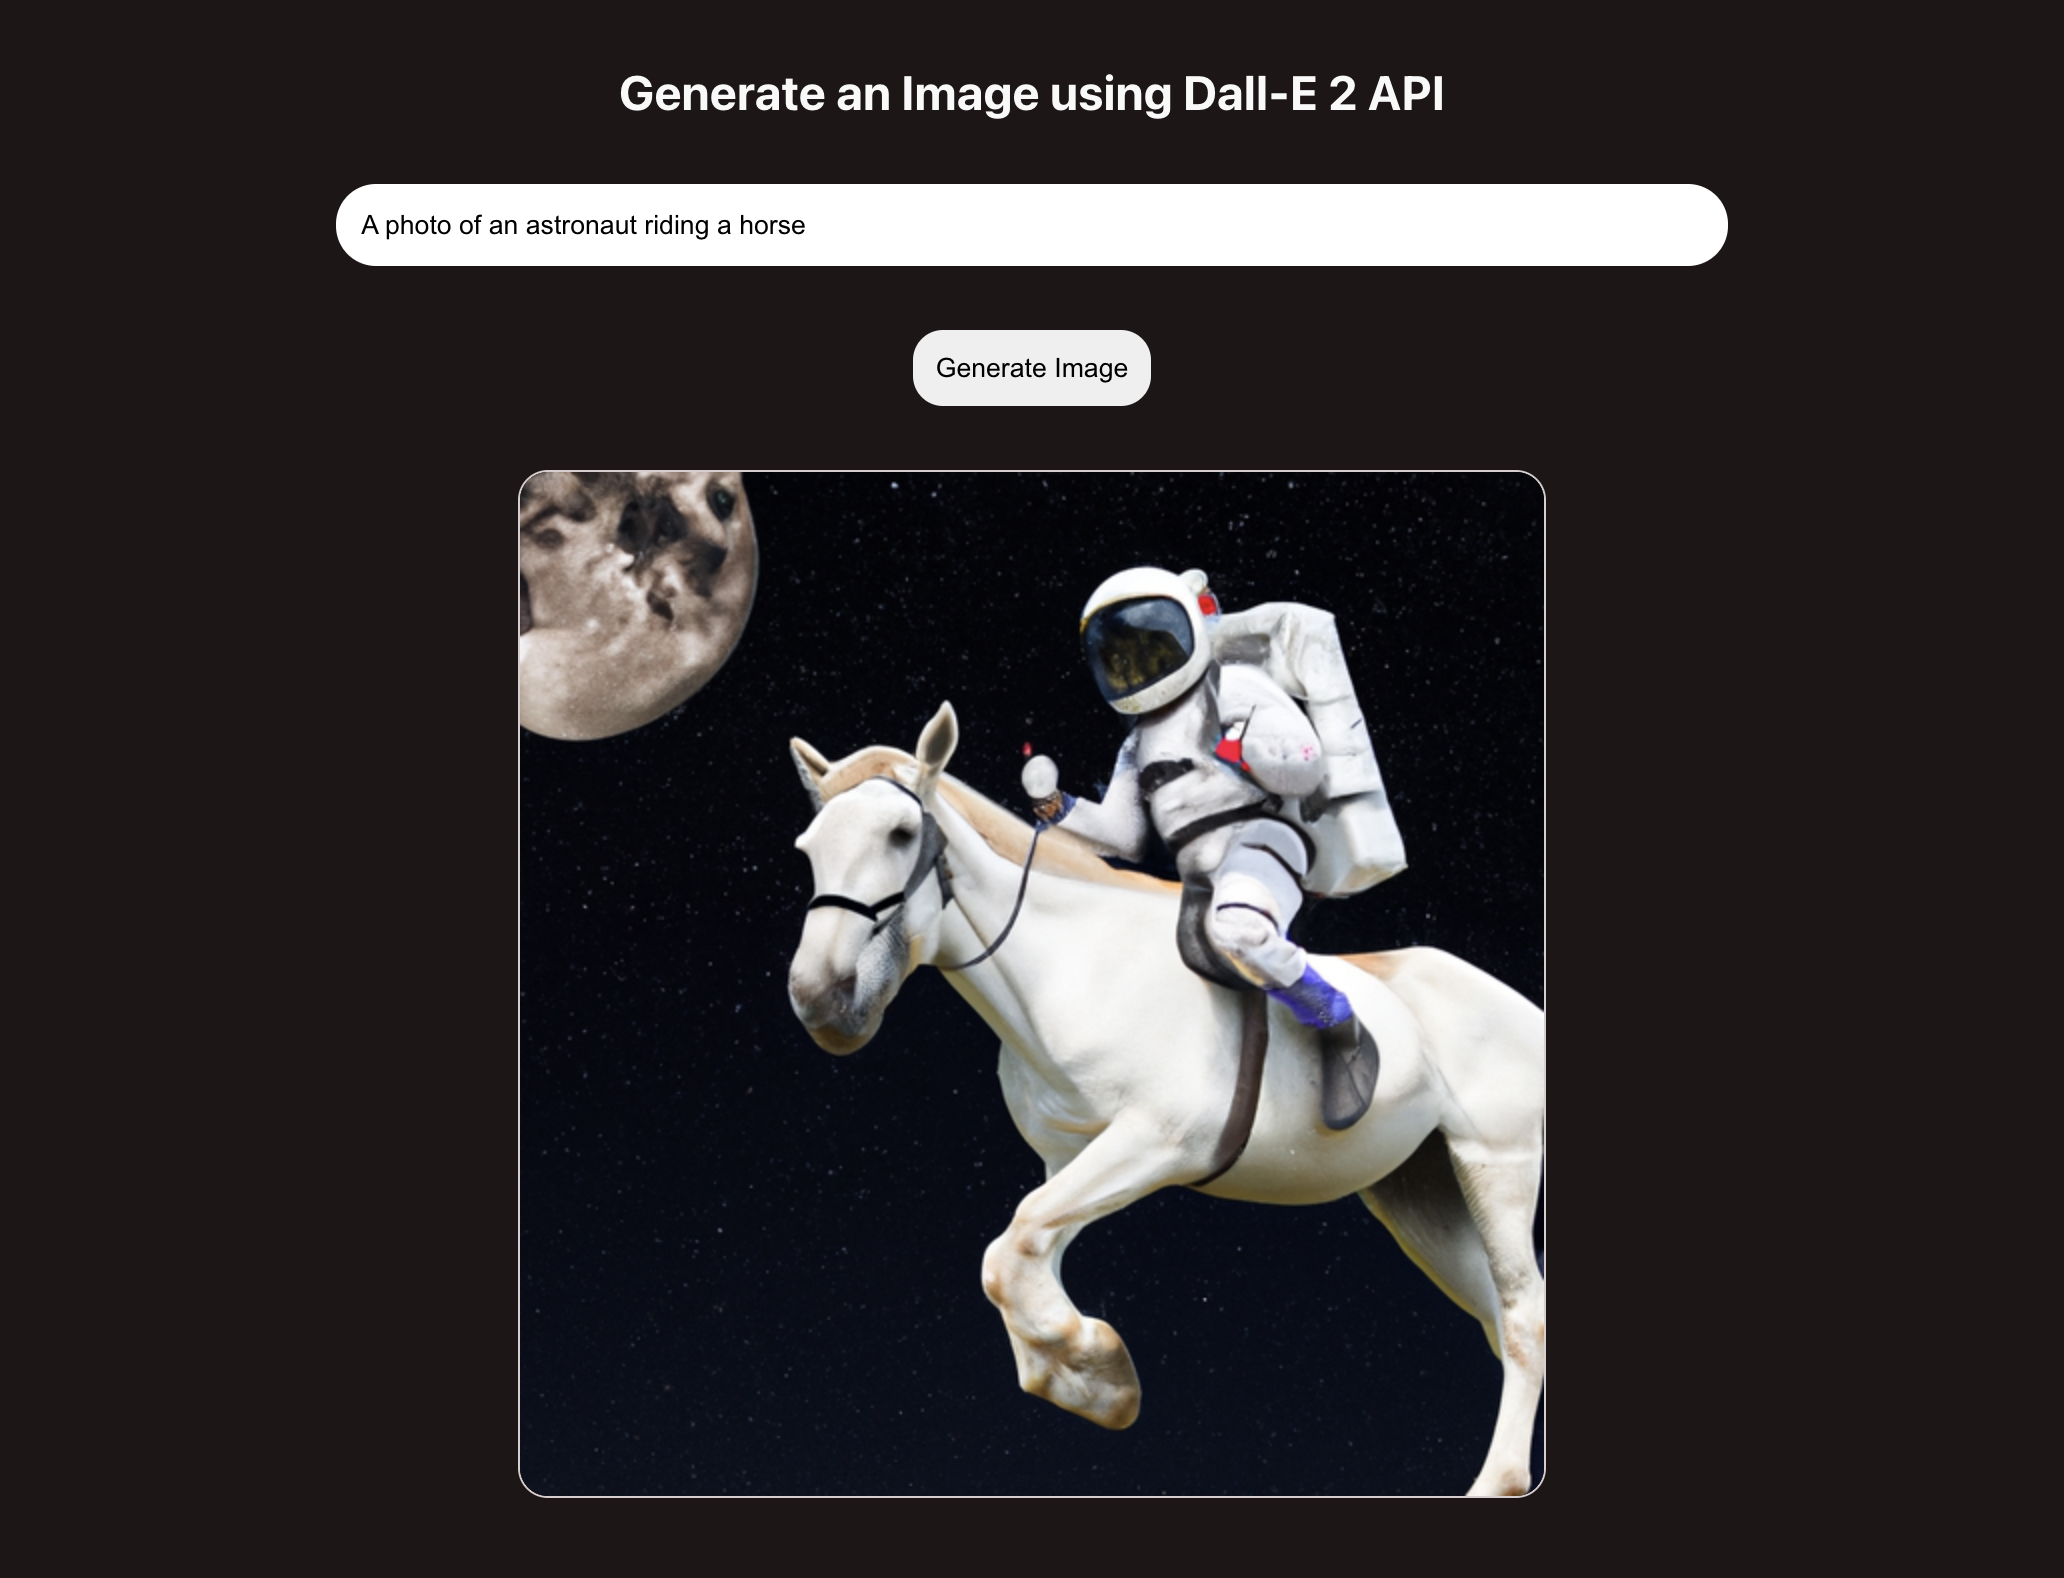 Generate an Image using Dall-E 2 API
A photo of an astronaut riding a horse
Generate Image